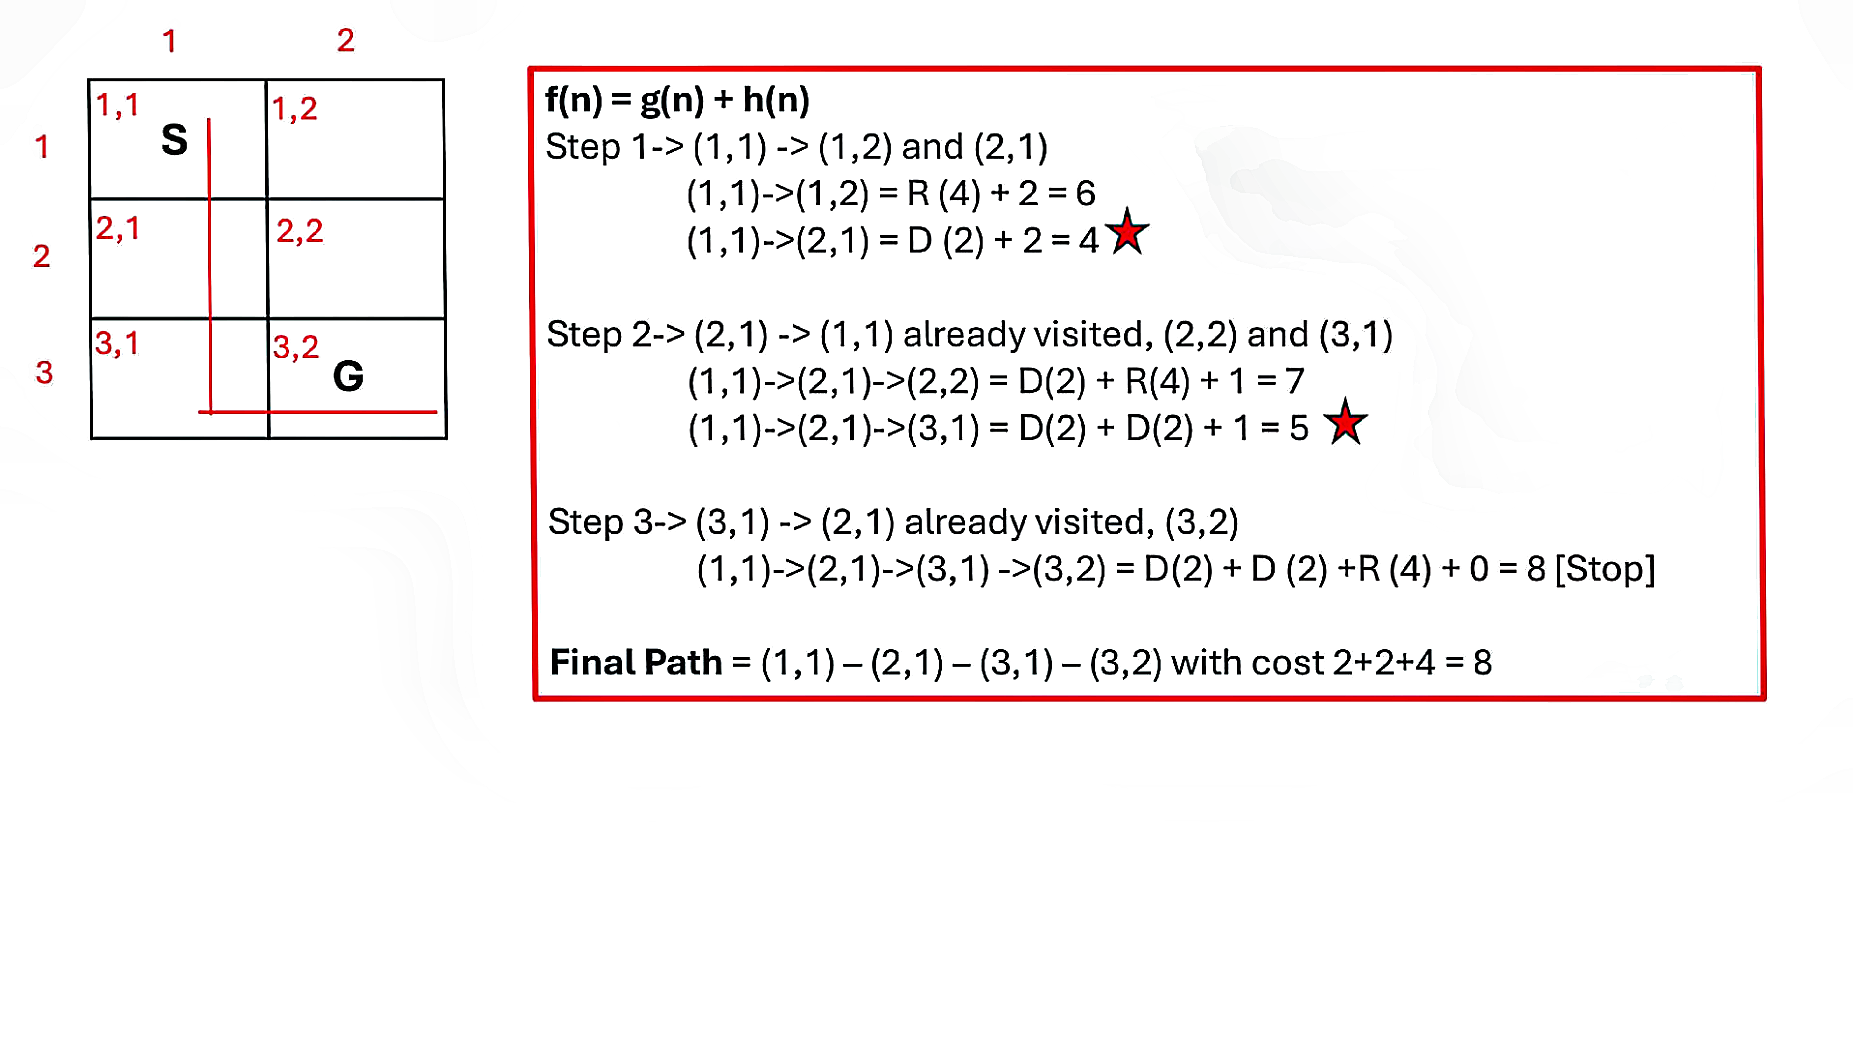 1 2
1,1 1,2
S
1
2,1 2,2
2
3,1 3,2
G
3
f(n) = g(n) + h(n)
Step 1-> (1,1) -> (1,2) and (2,1)
(1,1)->(1,2) = R (4) + 2 = 6
(1,1)->(2,1) = D (2) + 2 = 4
Step 2-> (2,1) -> (1,1) already visited, (2,2) and (3,1)
(1,1)->(2,1)->(2,2) = D(2) + R(4) + 1 = 7
(1,1)->(2,1)->(3,1) = D(2) + D(2) + 1 = 5
Step 3-> (3,1) -> (2,1) already visited, (3,2)
(1,1)->(2,1)->(3,1) ->(3,2) = D(2) + D (2) +R (4) + 0 = 8 [Stop]
Final Path = (1,1) – (2,1) – (3,1) – (3,2) with cost 2+2+4 = 8